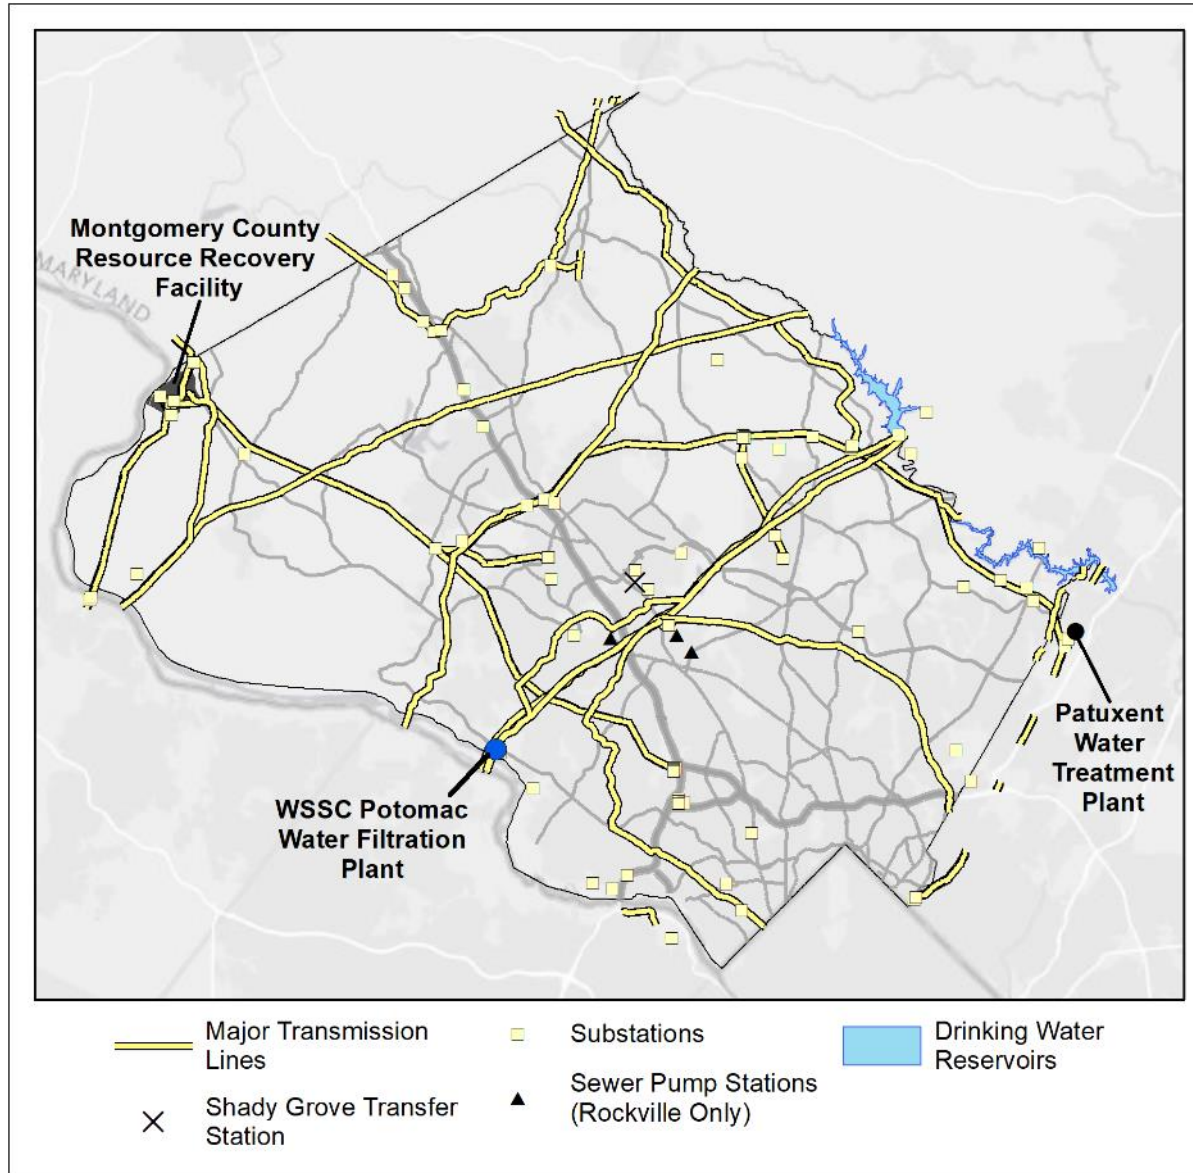 Montgomery County
Resource Recovery
Facility
MARYLAND
Patuxent
Water
Treatment
Plant
WSSC Potomac
Water Filtration
Plant
Major Transmission
Lines
Substations
Drinking Water
Reservoirs
Shady Grove Transfer
Station
Sewer Pump Stations
(Rockville Only)